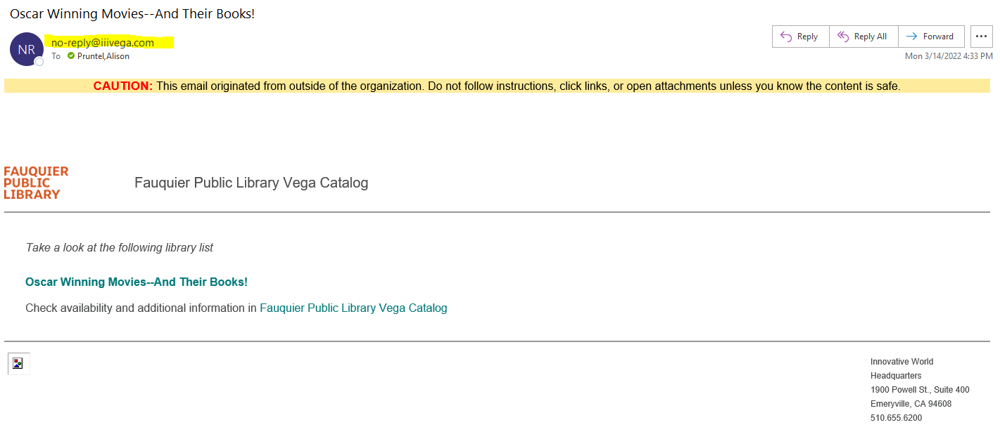 Oscar Winning Movies--And Their Books!
NR
no-reply@iiivega.com
To Pruntel,Alison
Reply
Reply All
Forward
Mon 3/14/2022 4:33 PM
CAUTION: This email originated from outside of the organization. Do not follow instructions, click links, or open attachments unless you know the content is safe.
FAUQUIER
PUBLIC
LIBRARY
Fauquier Public Library Vega Catalog
Take a look at the following library list
Oscar Winning Movies--And Their Books!
Check availability and additional information in Fauquier Public Library Vega Catalog
Innovative World
Headquarters
1900 Powell St., Suite 400
Emeryville, CA 94608
510.655.6200